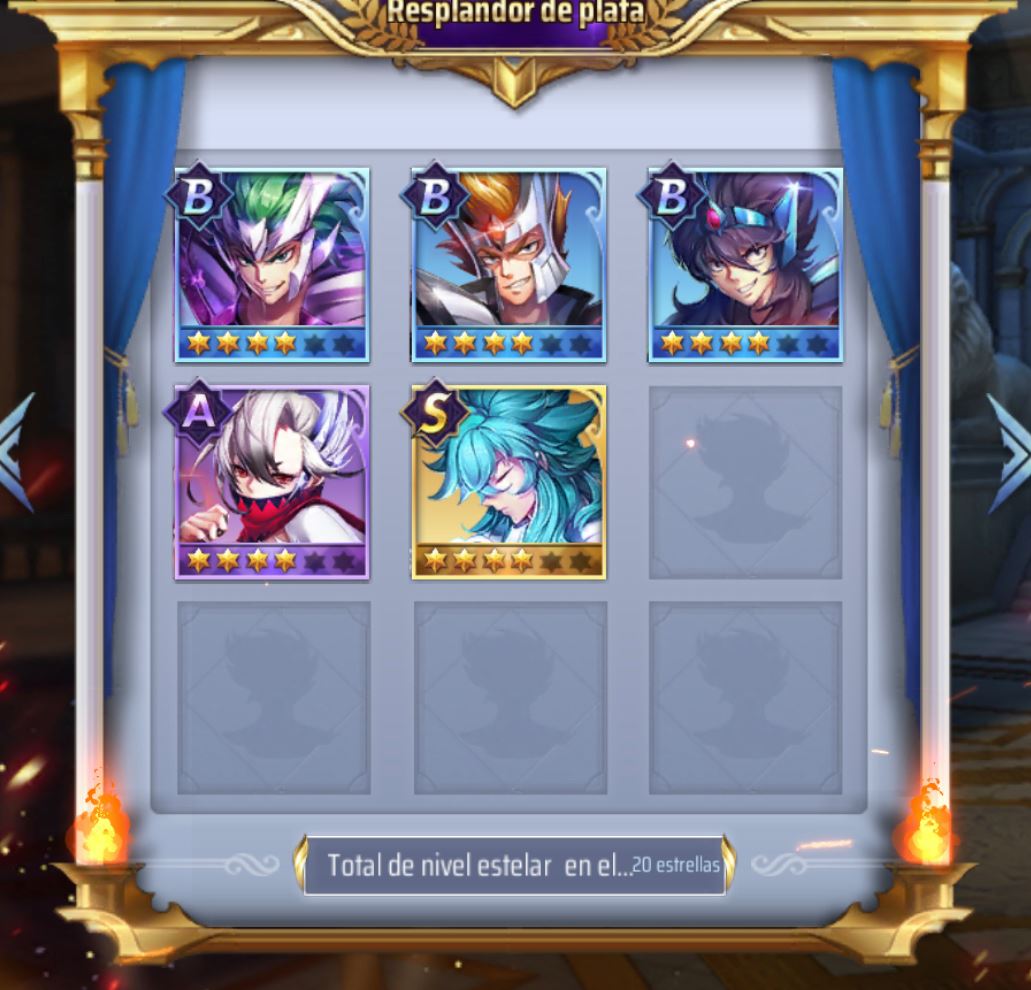 Resplandor de plata
B B B
A S
Total de nivel estelar en el...20 estrellas